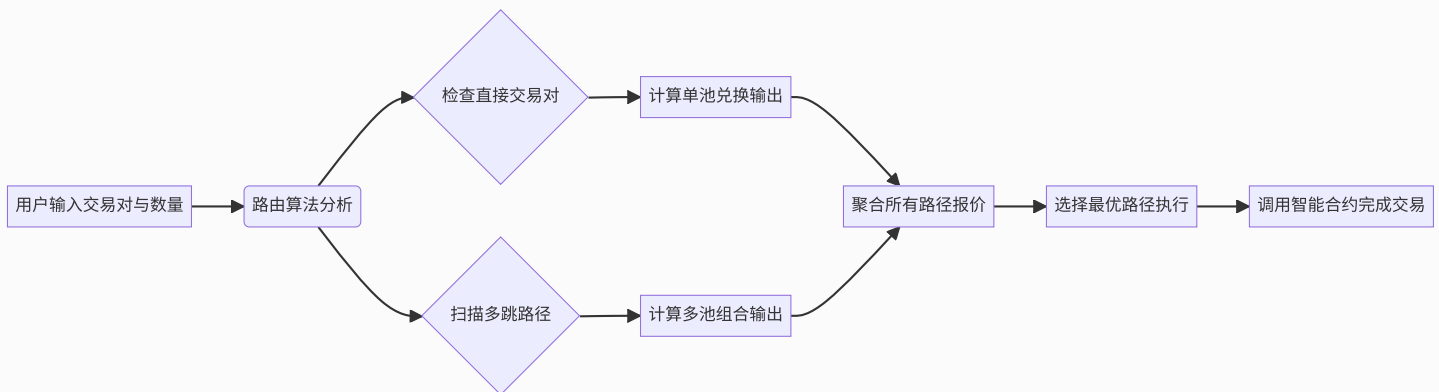 用户输入交易对与数量
路由算法分析
检查直接交易对
计算单池兑换输出
扫描多跳路径
计算多池组合输出
聚合所有路径报价
选择最优路径执行
调用智能合约完成交易